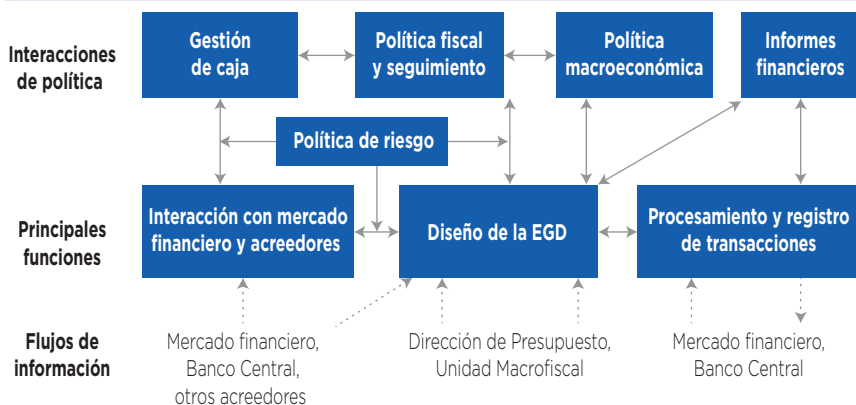 Interacciones
de política
Gestión
de caja
Política fiscal
y seguimiento
Política
macroeconómica
Informes
financieros
Política de riesgo
Principales
funciones
Interacción con mercado
financiero y acreedores
Diseño de la EGD
Procesamiento y registro
de transacciones
Flujos de
información
Mercado financiero,
Banco Central,
otros acreedores
Dirección de Presupuesto,
Unidad Macrofiscal
Mercado financiero,
Banco Central